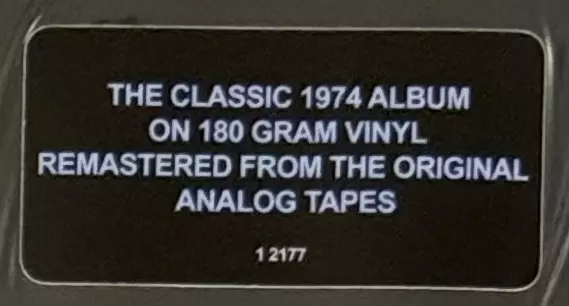 THE CLASSIC 1974 ALBUM
ON 180 GRAM VINYL
REMASTERED FROM THE ORIGINAL
ANALOG TAPES
1 2177